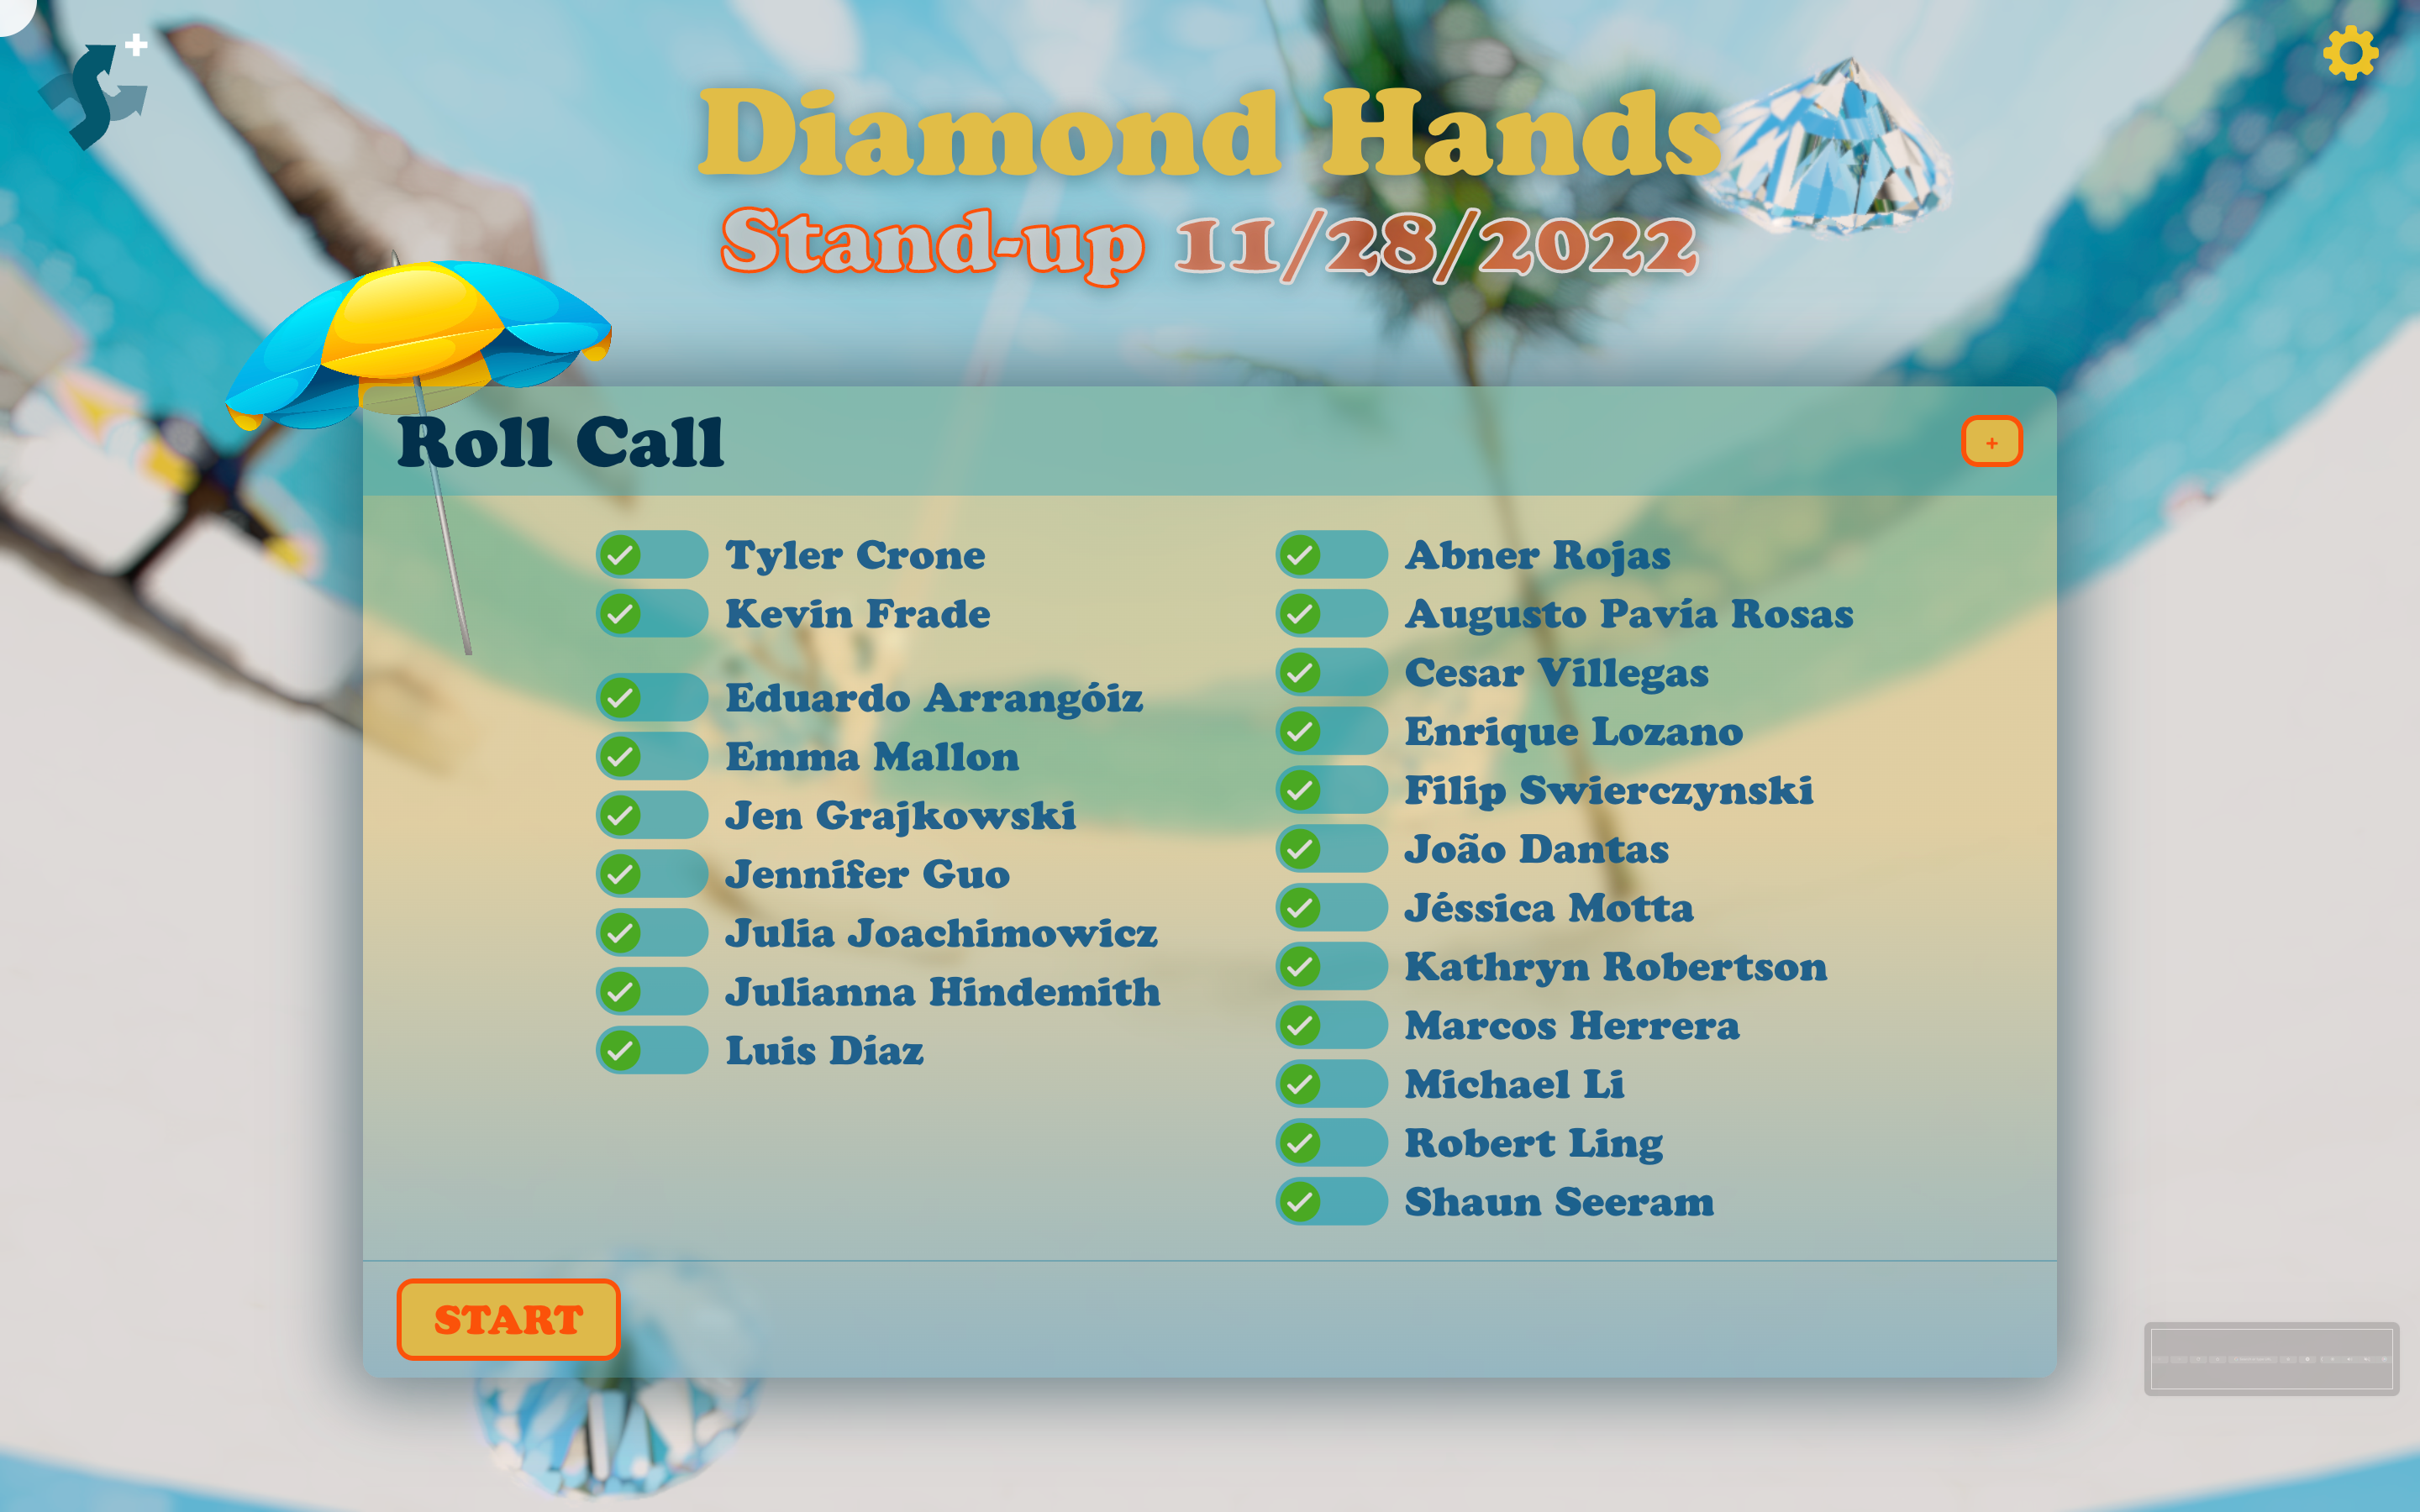 Diamond Hands
Stand-up 11/28/2022
Roll Call
+
Tyler Crone
Kevin Frade
Eduardo Arrangóiz
Emma Mallon
Jen Grajkowski
Jennifer Guo
Julia Joachimowicz
Julianna Hindemith
Luis Díaz
Abner Rojas
Augusto Pavía Rosas
Cesar Villegas
Enrique Lozano
Filip Swierczynski
João Dantas
Jéssica Motta
Kathryn Robertson
Marcos Herrera
Michael Li
Robert Ling
Shaun Seeram
START